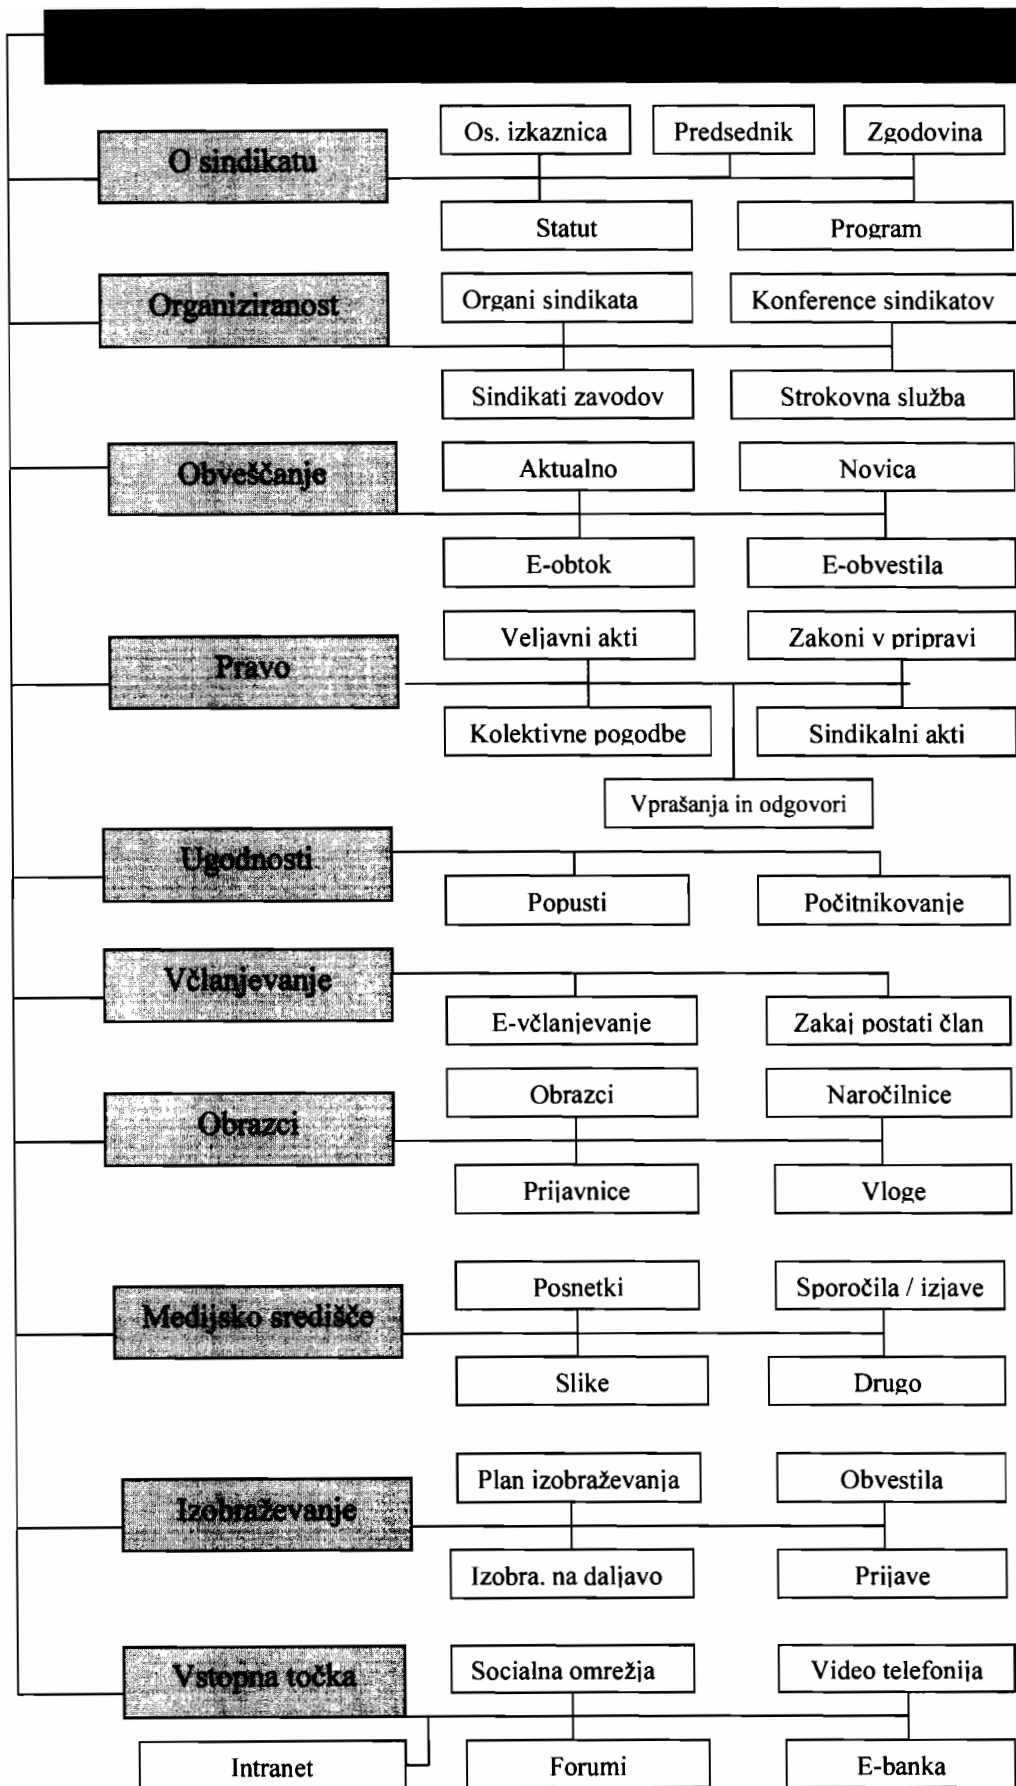 Os. izkaznica
Predsednik
Zgodovina
O sindikatu
Statut
Program
Organiziranost
Organi sindikata
Konference sindikatov
Sindikati zavodov
Strokovna služba
Obveščanje
Aktualno
Novica
E-obtok
E-obvestila
Pravo
Veljavni akti
Zakoni v pripravi
Kolektivne pogodbe
Sindikalni akti
Vprašanja in odgovori
Ugodnosti
Popusti
Počitnikovanje
Včlanjevanje
E-včlanjevanje
Zakaj postati član
Obrazci
Obrazci
Naročilnice
Prijavnice
Vloge
Medijsko središče
Posnetki
Sporočila / izjave
Slike
Drugo
Izobraževanje
Plan izobraževanja
Obvestila
Izobra. na daljavo
Prijave
Vstopna točka
Socialna omrežja
Video telefonija
Intranet
Forumi
E-banka